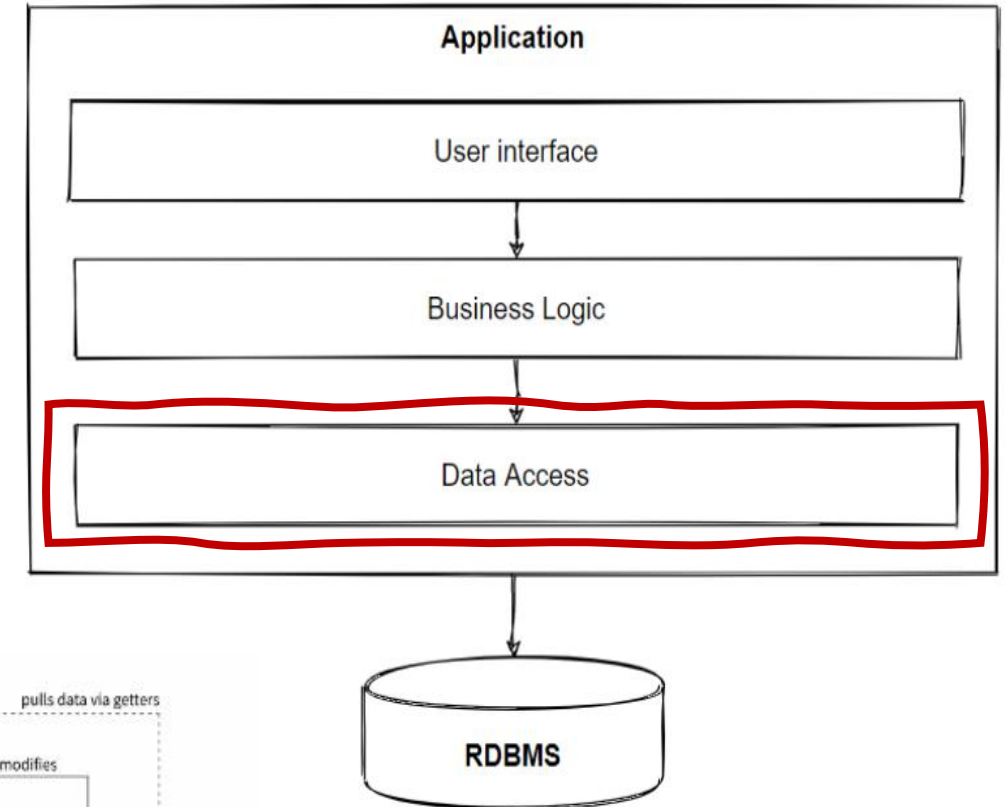 Application
User interface
Business Logic
Data Access
pulls data via getters
modifies
RDBMS